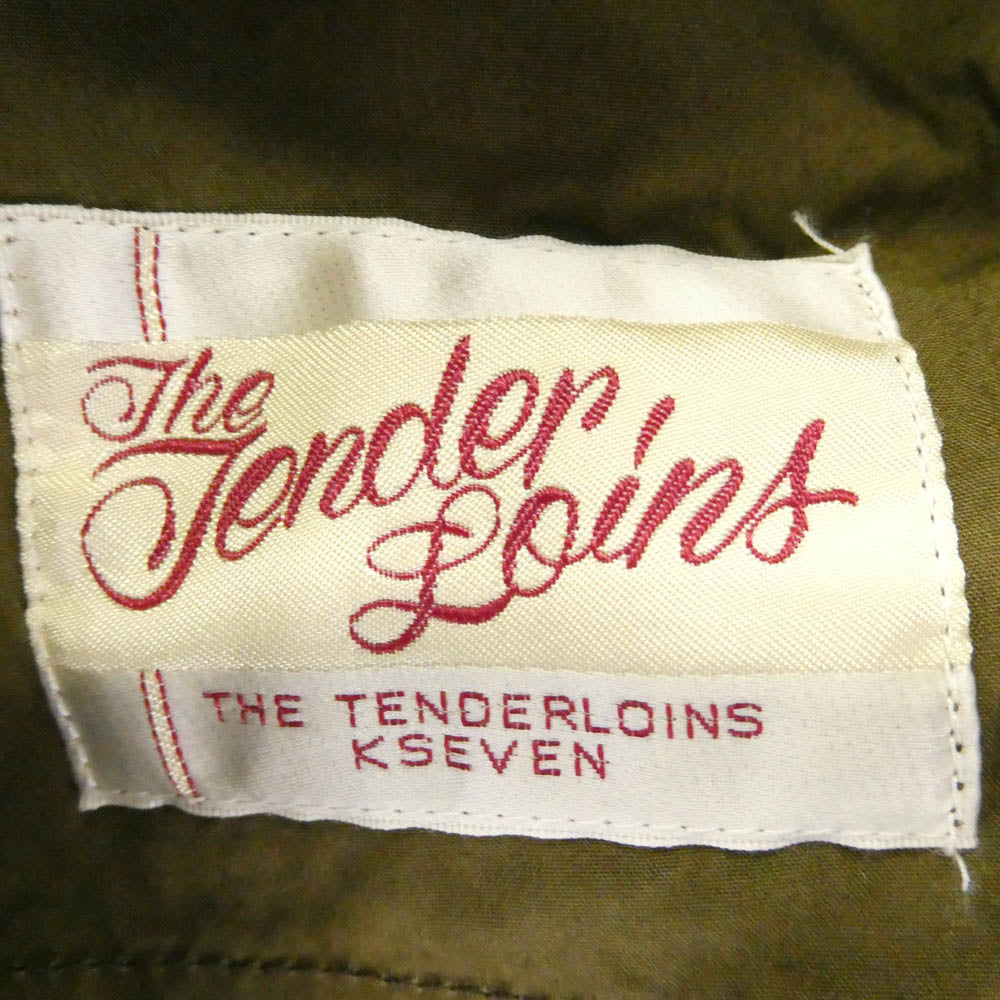 The
Tender
Loins
THE TENDERLOINS
KSEVEN